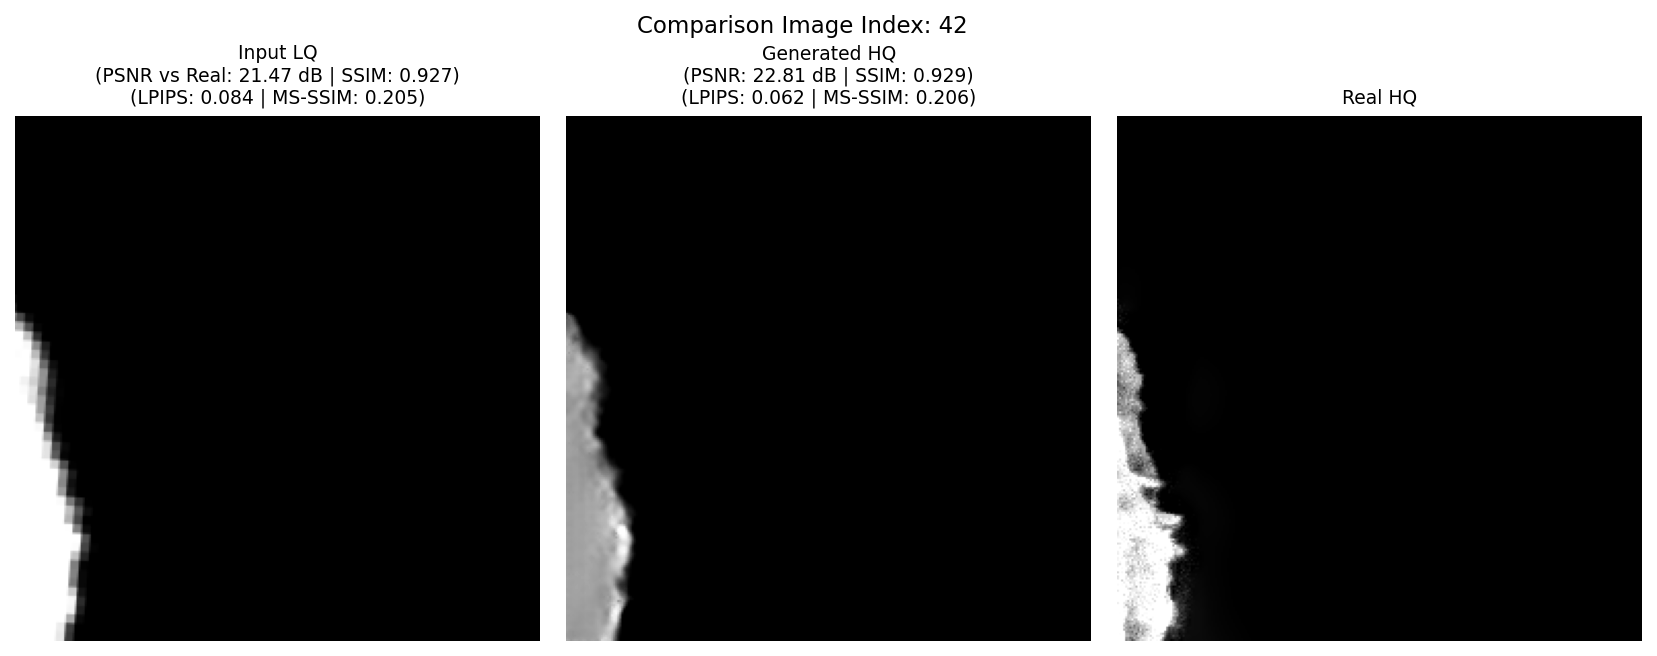 Comparison Image Index: 42
Input LQ
(PSNR vs Real: 21.47 dB | SSIM: 0.927)
(LPIPS: 0.084 | MS-SSIM: 0.205)
Generated HQ
(PSNR: 22.81 dB | SSIM: 0.929)
(LPIPS: 0.062 | MS-SSIM: 0.206)
Real HQ